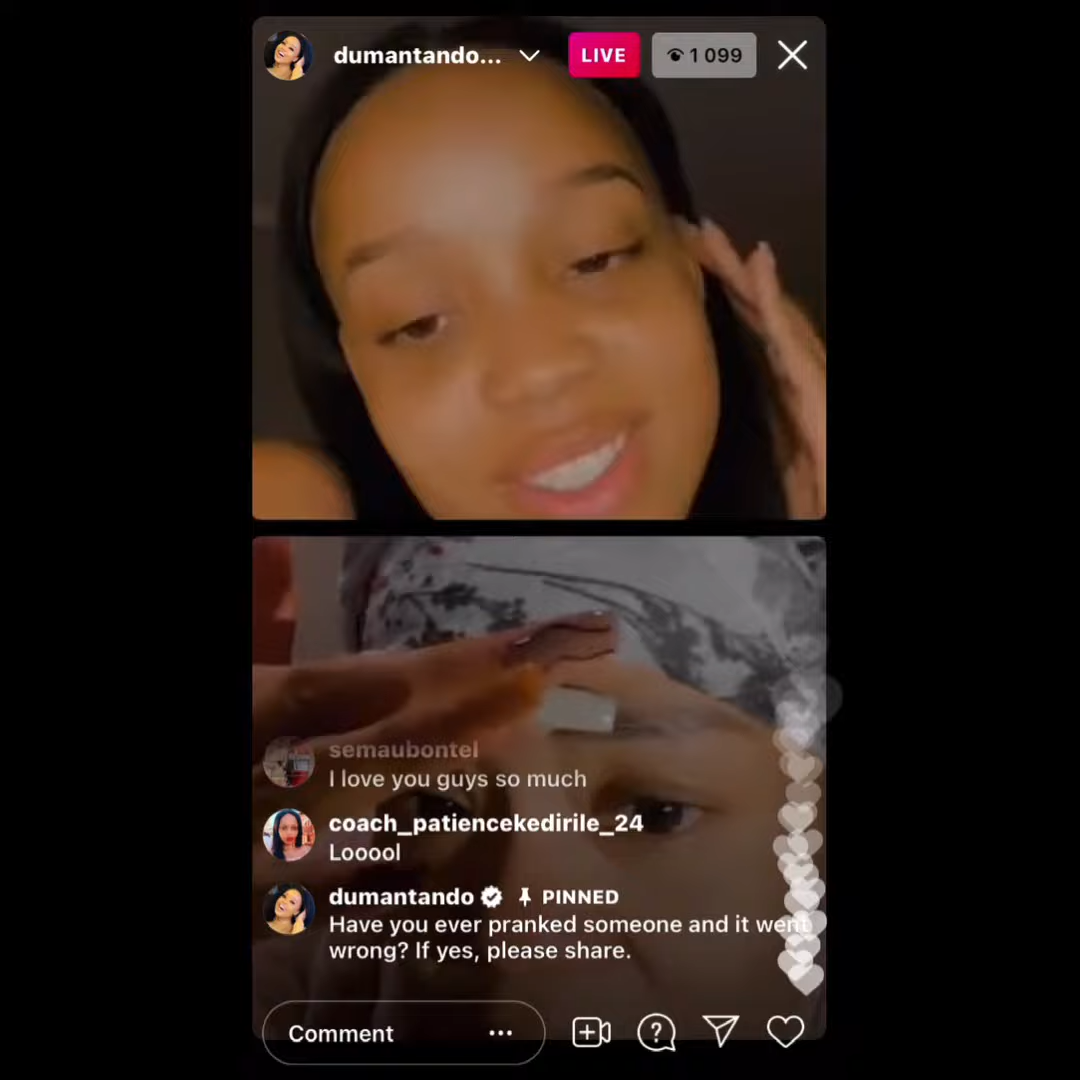 dumantando...
LIVE
1 099
semaubontel
I love you guys so much
coach_patiencekedirile_24
Looool
dumantando PINNED
Have you ever pranked someone and it went
wrong? If yes, please share.
Comment ...